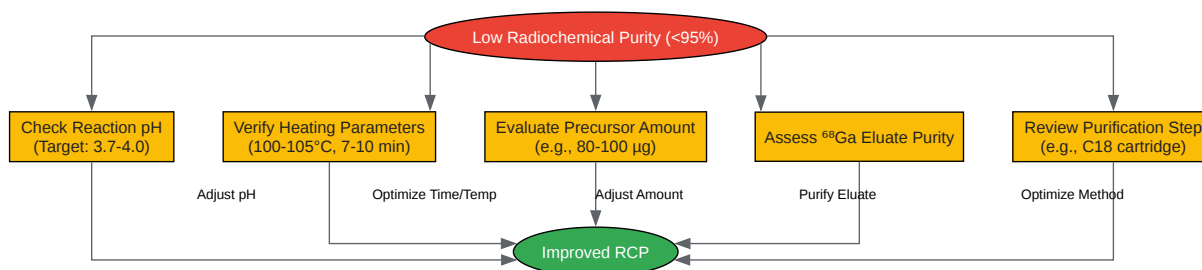 Low Radiochemical Purity (<95%)
Check Reaction pH
(Target: 3.7-4.0)
Verify Heating Parameters
(100-105°C, 7-10 min)
Evaluate Precursor Amount
(e.g., 80-100 µg)
Assess ⁶⁸Ga Eluate Purity
Review Purification Step
(e.g., C18 cartridge)
Adjust pH
Optimize Time/Temp
Adjust Amount
Purify Eluate
Optimize Method
Improved RCP